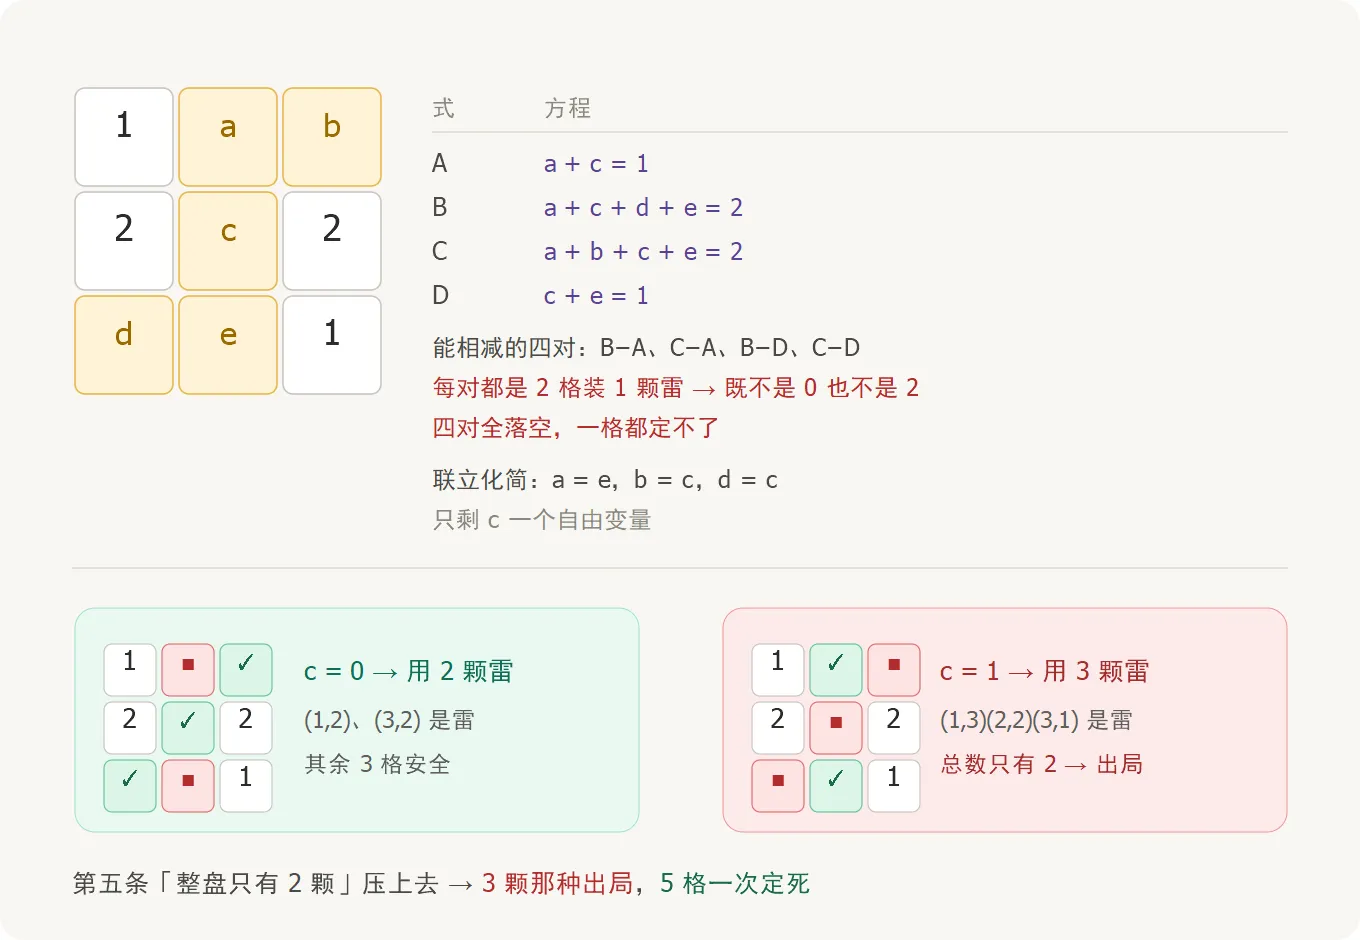 1 a b
2 c 2
d e 1
式 方程
A a + c = 1
B a + c + d + e = 2
C a + b + c + e = 2
D c + e = 1
能相减的四对：B−A、C−A、B−D、C−D
每对都是 2 格装 1 颗雷 → 既不是 0 也不是 2
四对全落空，一格都定不了
联立化简：a = e，b = c，d = c
只剩 c 一个自由变量
1 ■ ✓
2 ✓ 2
✓ ■ 1
c = 0 → 用 2 颗雷
(1,2)、(3,2) 是雷
其余 3 格安全
1 ✓ ■
2 ■ 2
■ ✓ 1
c = 1 → 用 3 颗雷
(1,3)(2,2)(3,1) 是雷
总数只有 2 → 出局
第五条「整盘只有 2 颗」压上去 → 3 颗那种出局，5 格一次定死